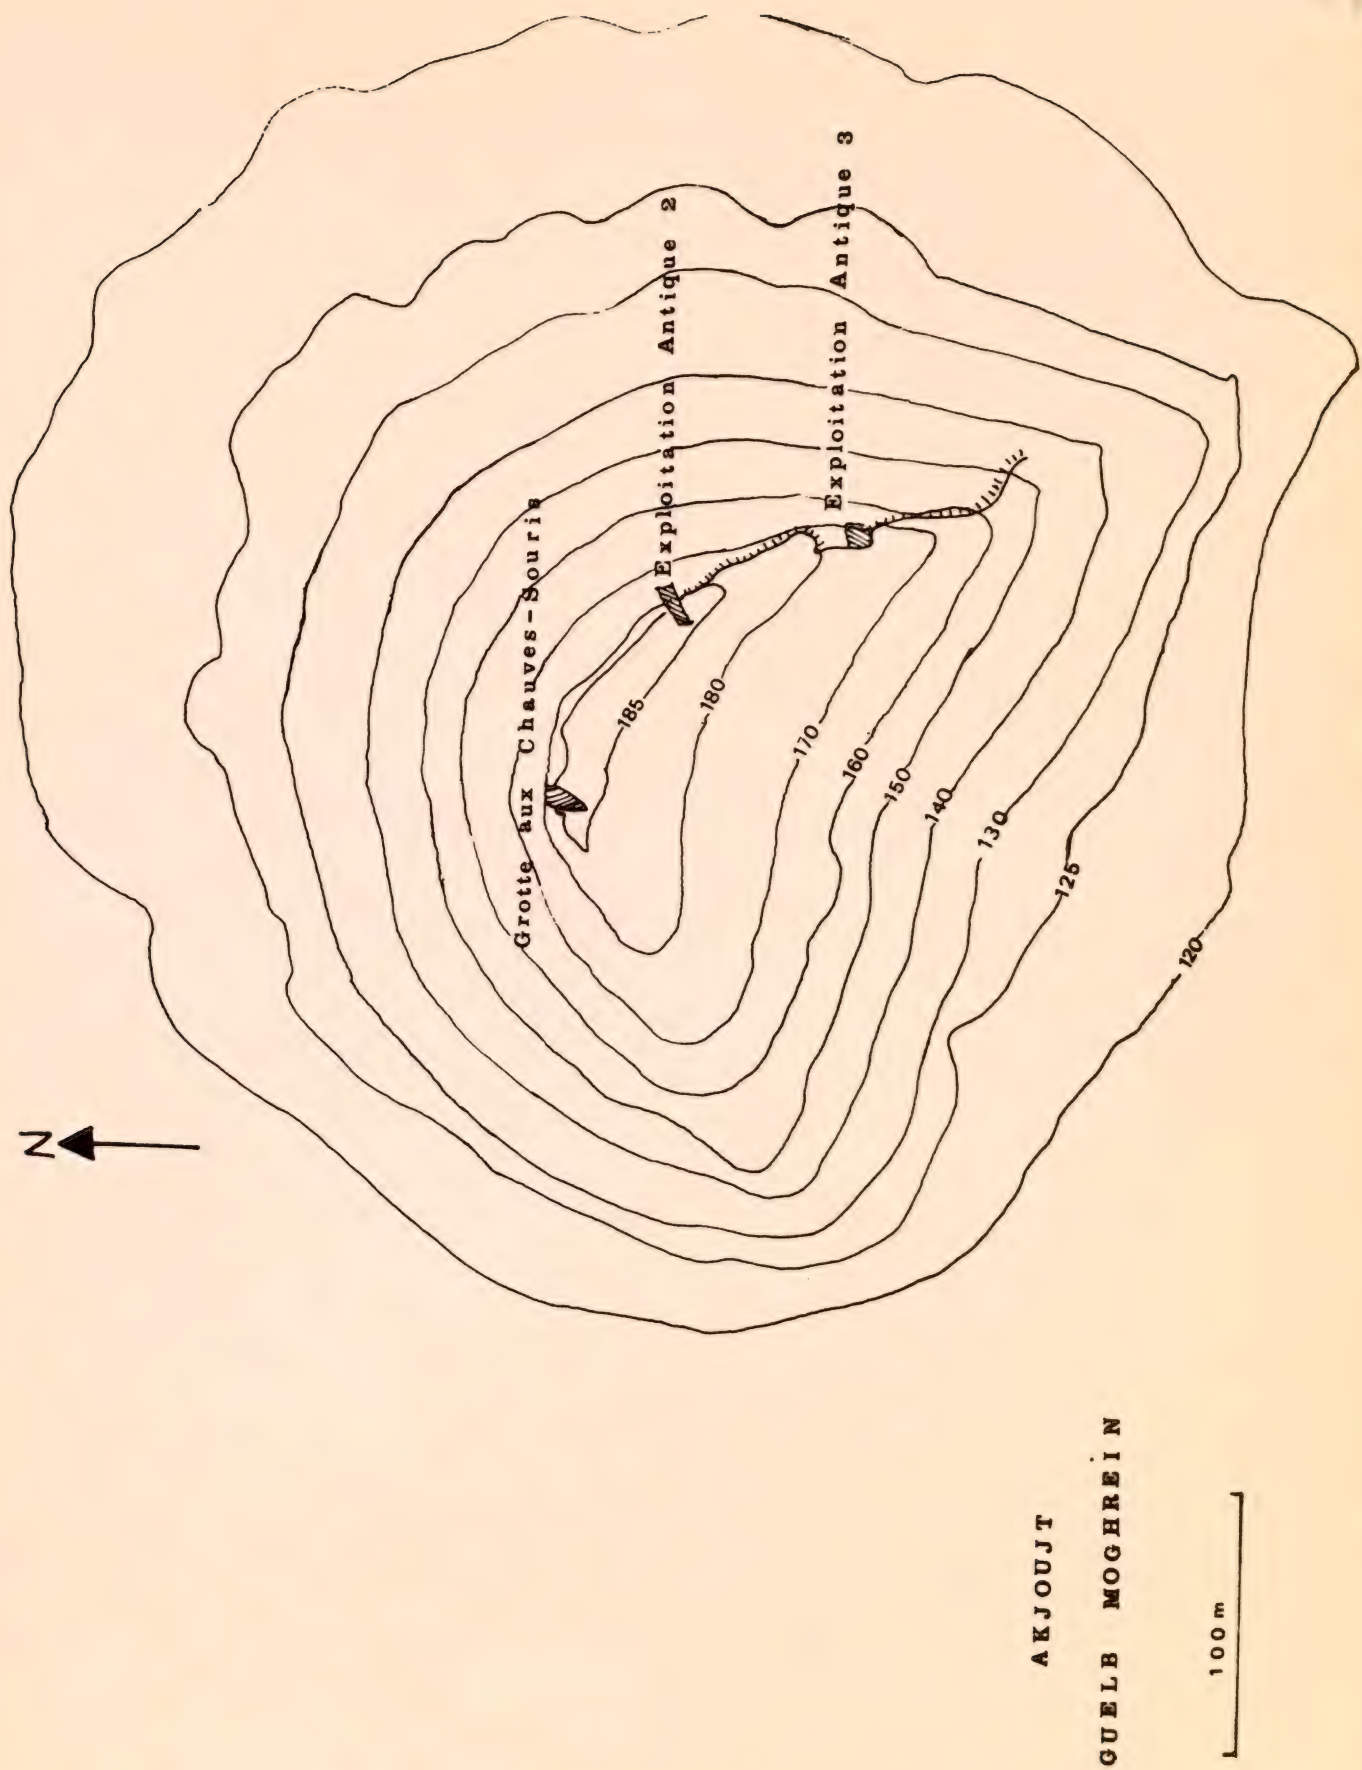 N
Grotte aux Chauves-Souris
Exploitation Antique 2
Exploitation Antique 3
185
180
170
160
150
140
130
125
120
AKJOUJT
GUELB MOGHREIN
100m